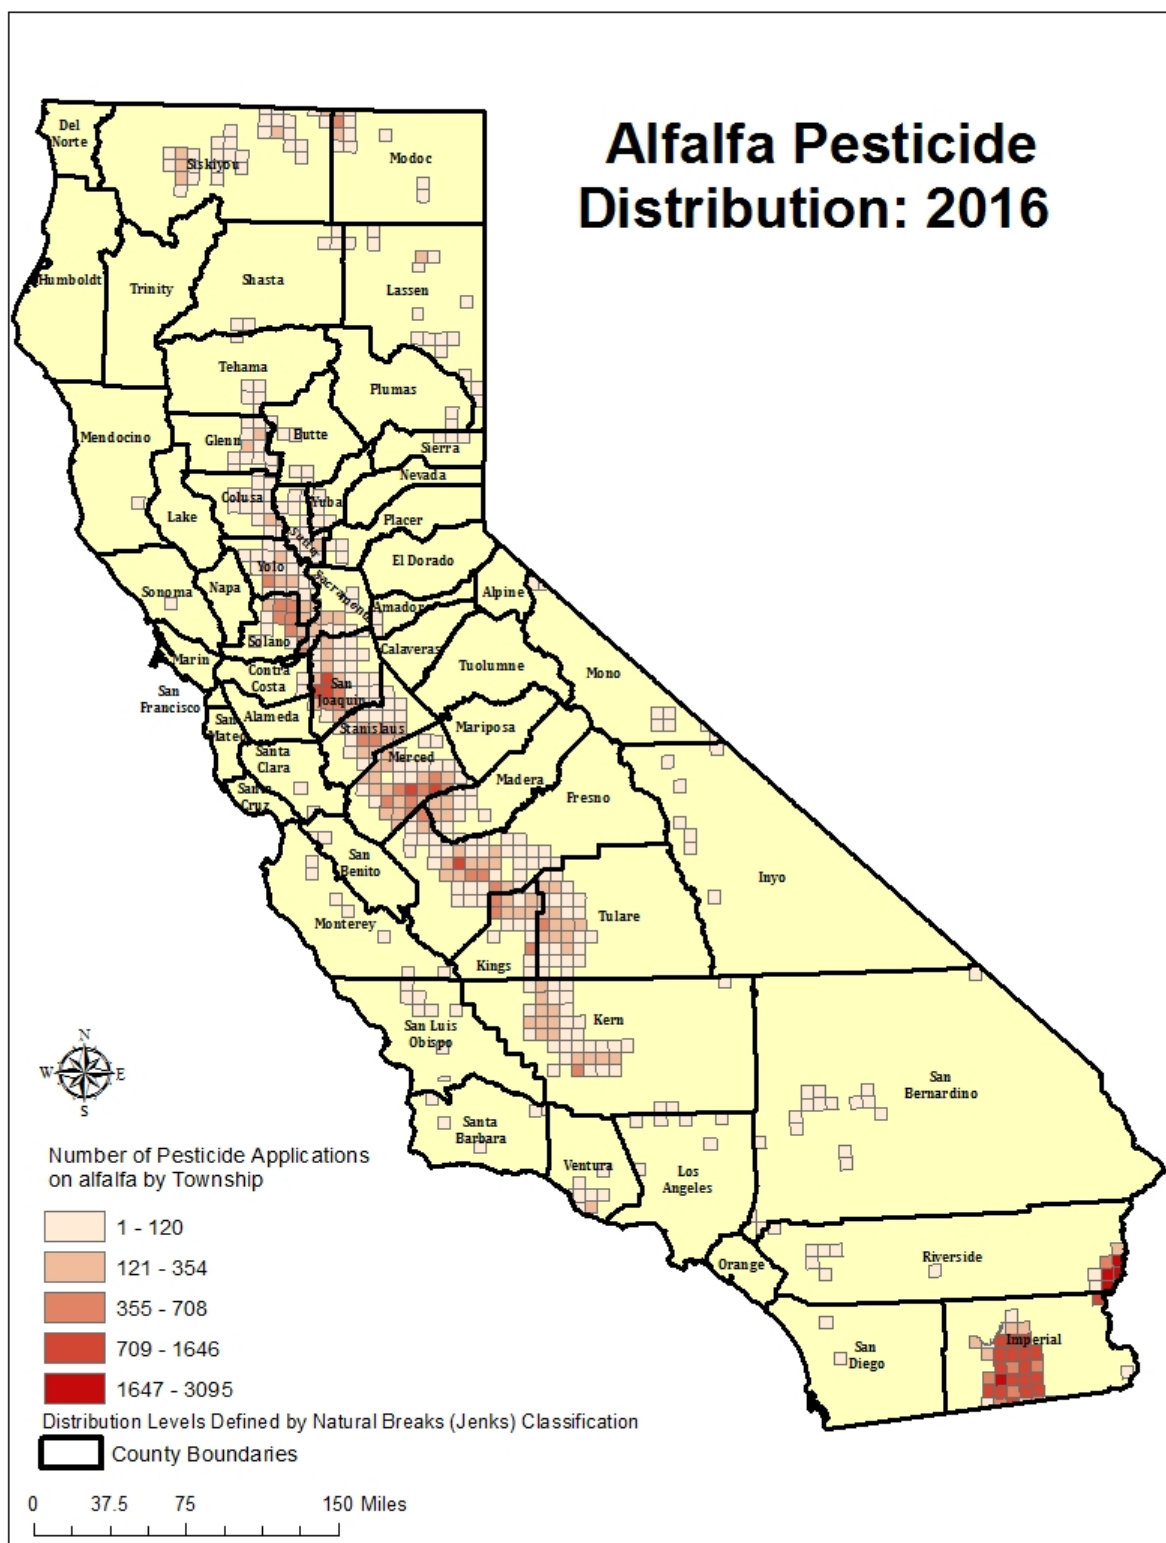 Alfalfa Pesticide
Distribution: 2016
Del
Norte
Siskiyou
Modoc
Humboldt
Trinity
Shasta
Lassen
Tehama
Plumas
Mendocino
Glenn
Butte
Sierra
Nevada
Colusa
Yuba
Lake
Placer
Sutter
El Dorado
Yolo
Sonoma
Napa
Sacramento
Amador
Alpine
Solano
Calaveras
Marin
Tuolumne
Contra
Costa
Mono
San
Francisco
San
Joaquin
Alameda
San
Mateo
Stanislaus
Mariposa
Santa
Clara
Merced
Madera
Santa
Cruz
Fresno
San
Benito
Inyo
Monterey
Tulare
Kings
San Luis
Obispo
Kern
San
Bernardino
Santa
Barbara
Ventura
Los
Angeles
Orange
Riverside
San
Diego
Imperial
N
W
E
S
Number of Pesticide Applications
on alfalfa by Township
1 - 120
121 - 354
355 - 708
709 - 1646
1647 - 3095
Distribution Levels Defined by Natural Breaks (Jenks) Classification
County Boundaries
0 37.5 75 150 Miles